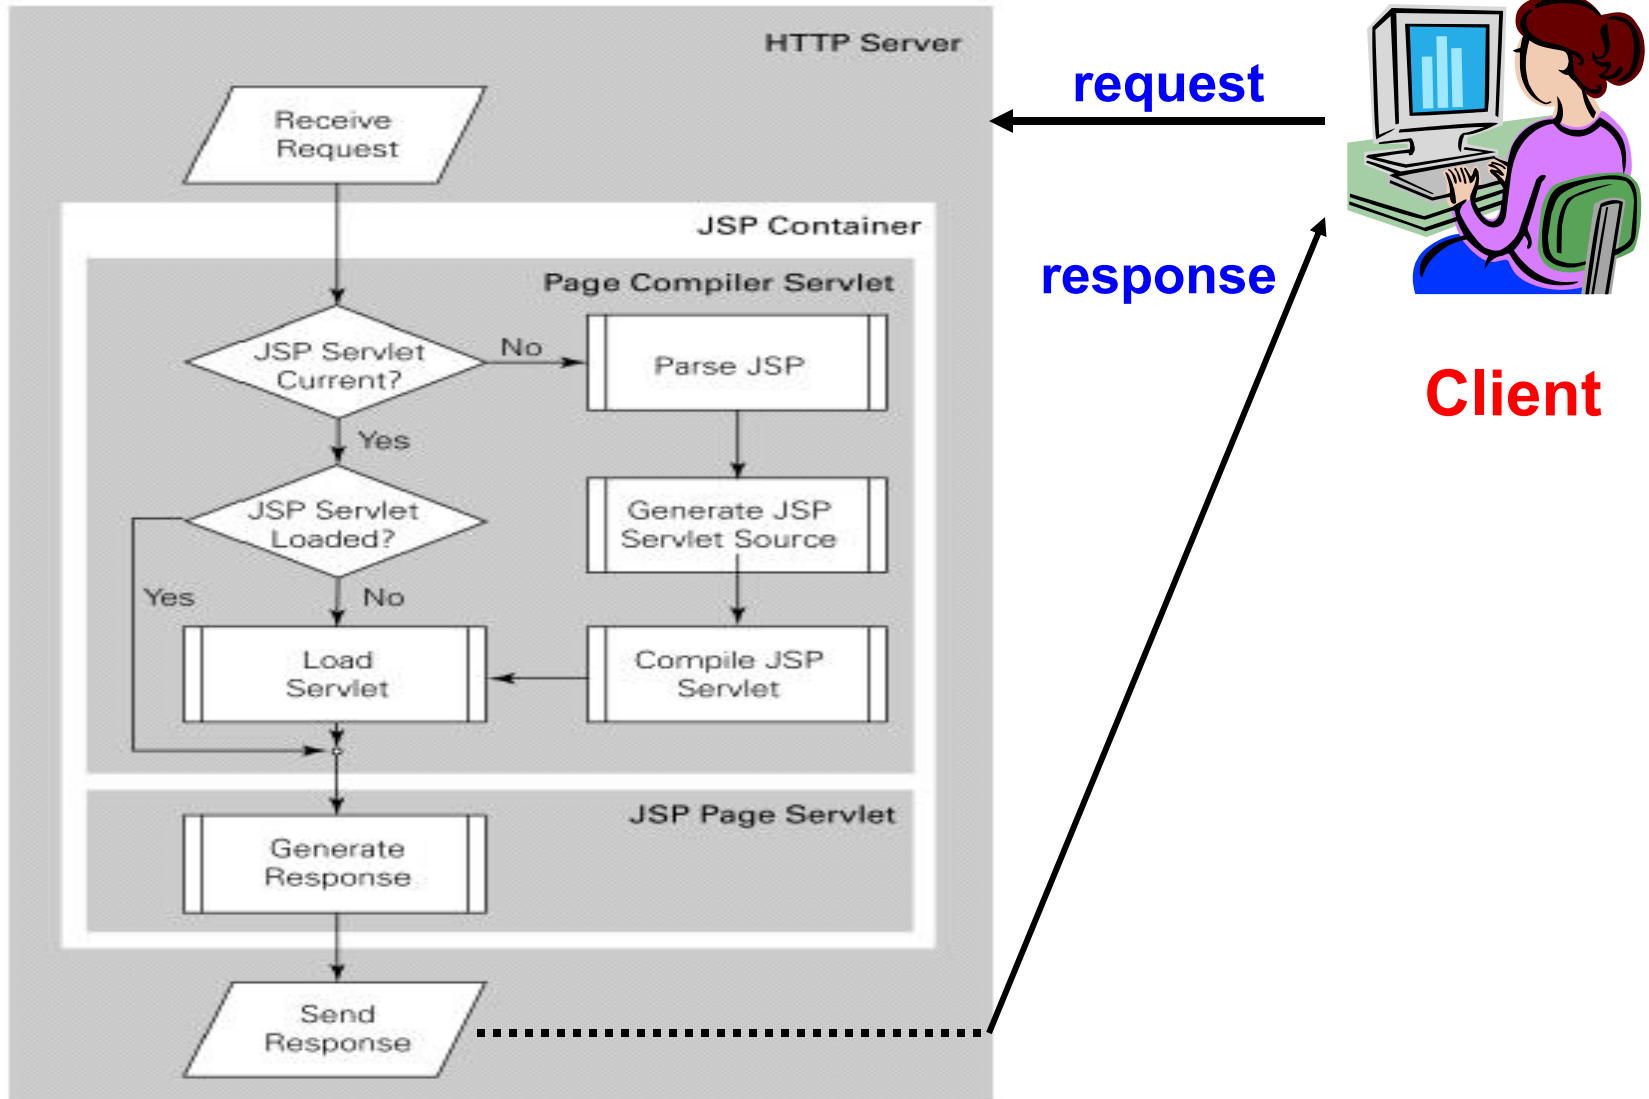 HTTP Server
request
Receive
Request
JSP Container
response
Page Compiler Servlet
JSP Servlet
Current?
No
Parse JSP
Client
Yes
JSP Servlet
Loaded?
Generate JSP
Servlet Source
Yes
No
Load
Servlet
Compile JSP
Servlet
JSP Page Servlet
Generate
Response
Send
Response